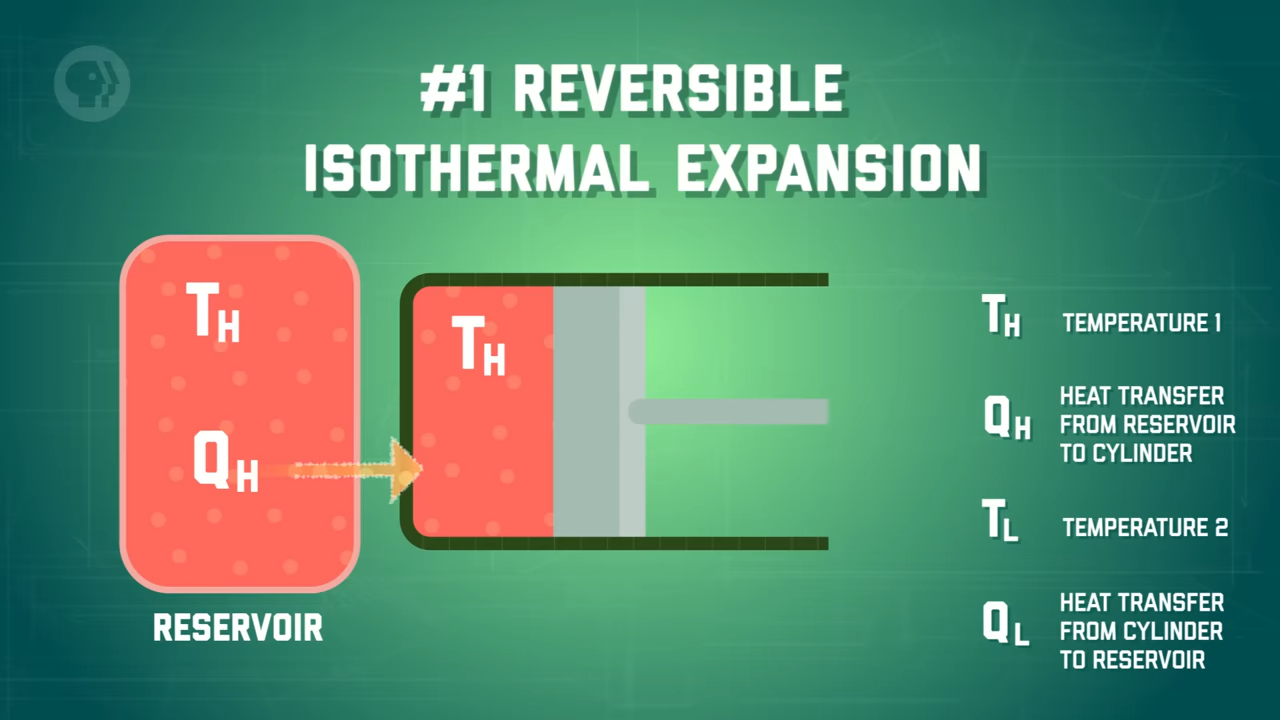 #1 REVERSIBLE
ISOTHERMAL EXPANSION
TH
QH
RESERVOIR
TH
TH TEMPERATURE 1
QH HEAT TRANSFER
FROM RESERVOIR
TO CYLINDER
TL TEMPERATURE 2
QL HEAT TRANSFER
FROM CYLINDER
TO RESERVOIR